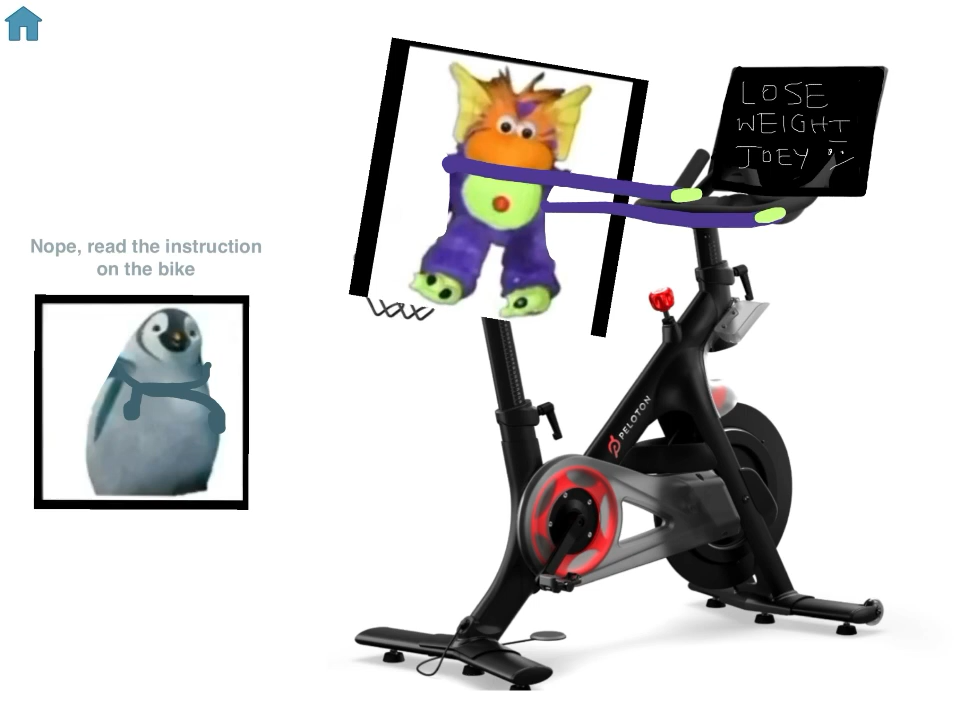 LOSE
WEIGHT
JOEY :)
Nope, read the instruction
on the bike
PELOTON